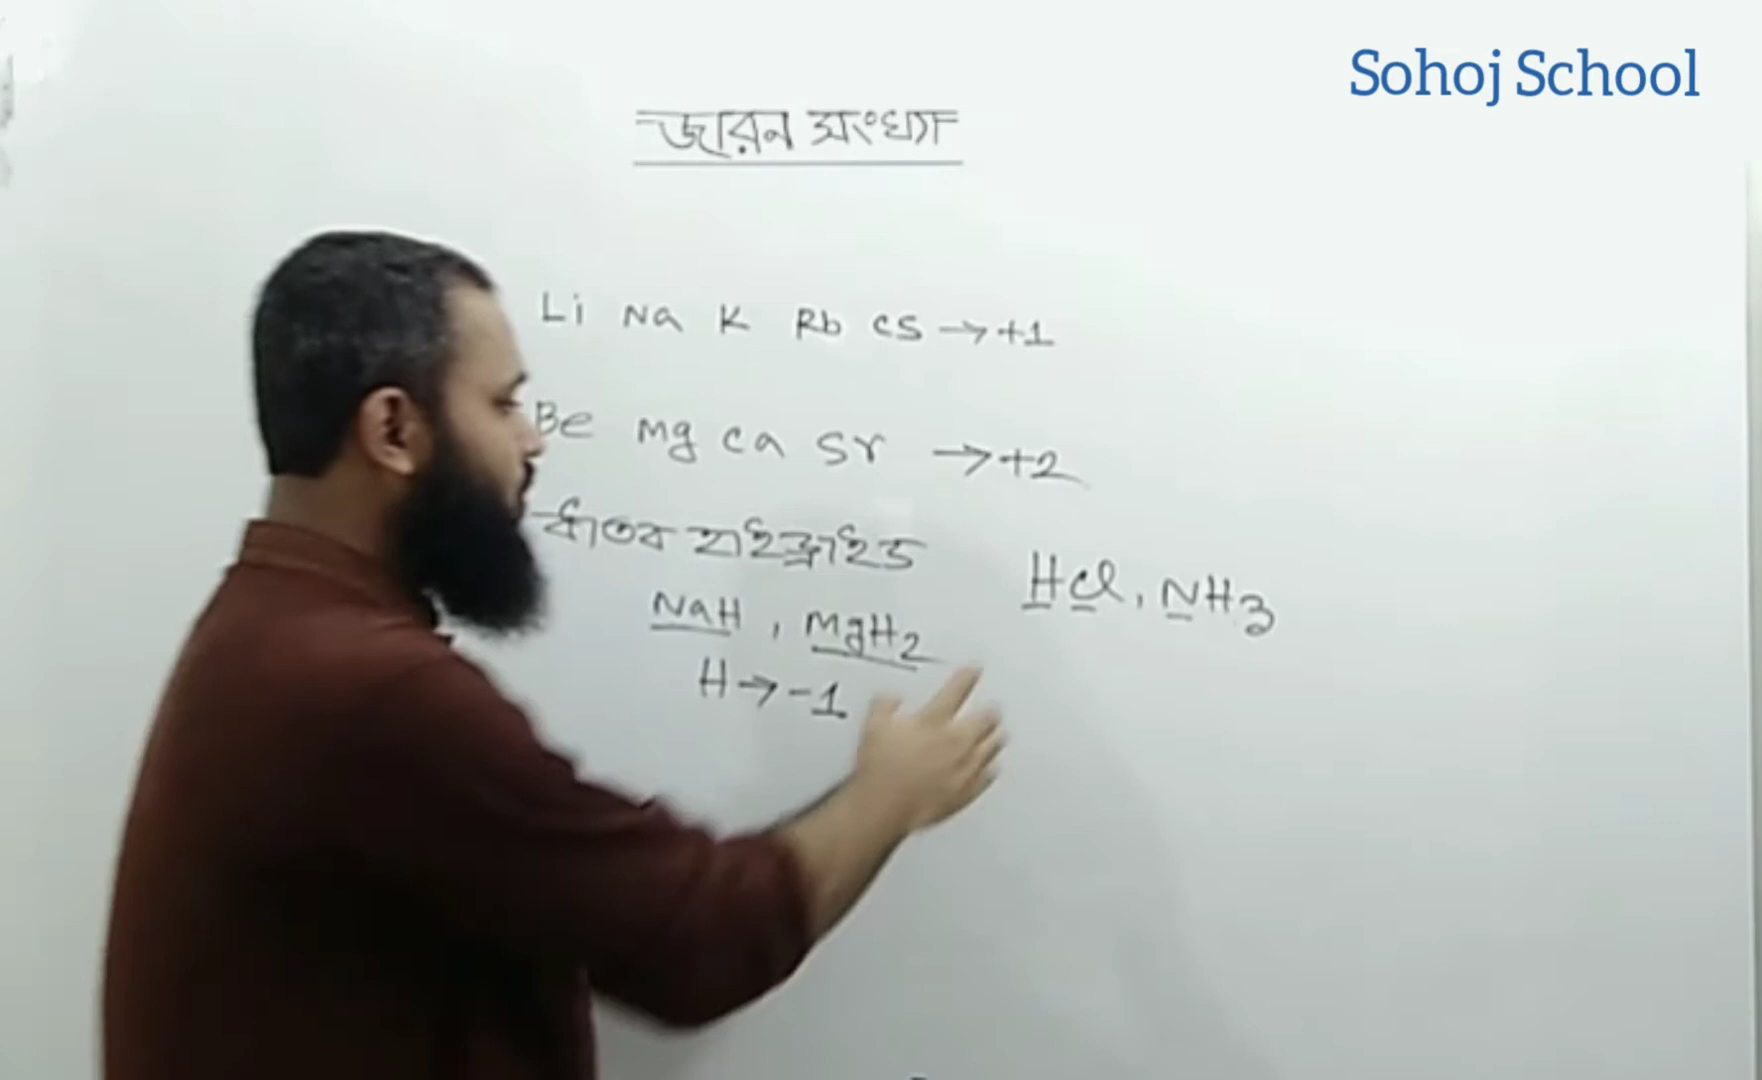 Sohoj School
জারন সংখ্যা
Li Na K Rb Cs → +1
Be Mg Ca Sr → +2
ধাতব হাইড্রাইড
HCl, NH3
NaH, MgH2
H → -1